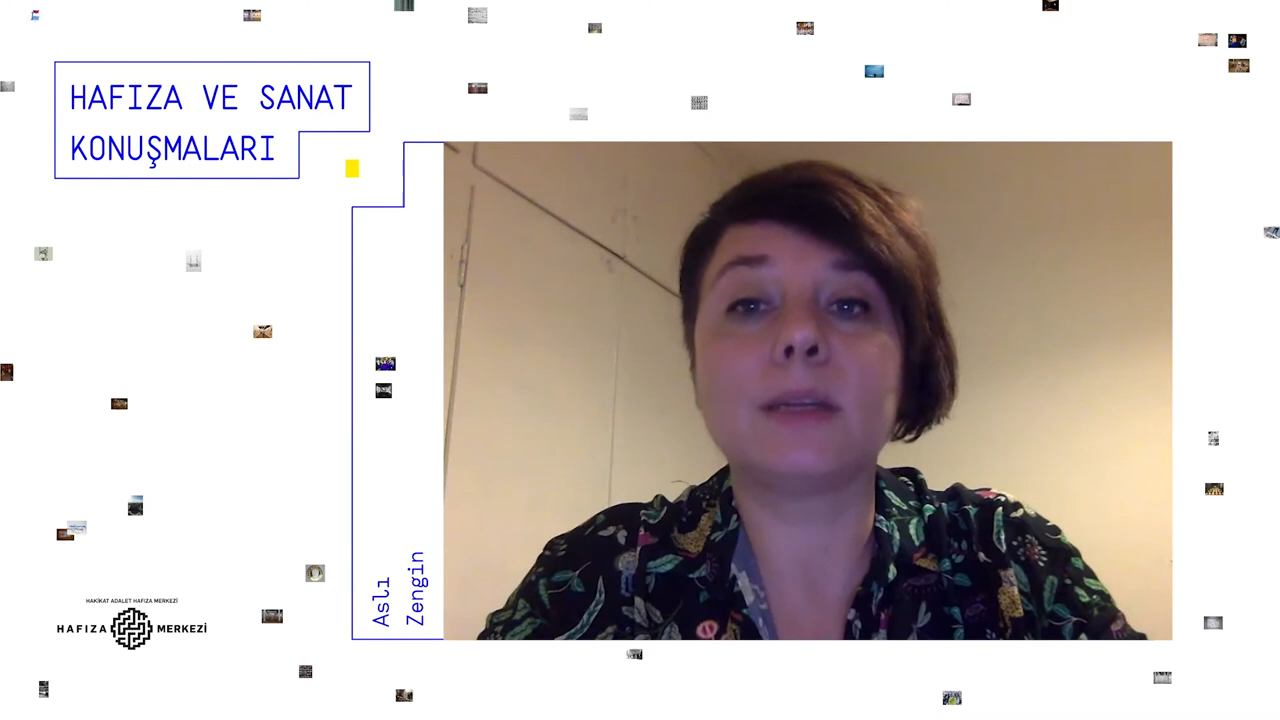 HAFIZA VE SANAT
KONUŞMALARI
Aslı
Zengin
HAKİKAT ADALET HAFIZA MERKEZİ
HAFIZA MERKEZİ